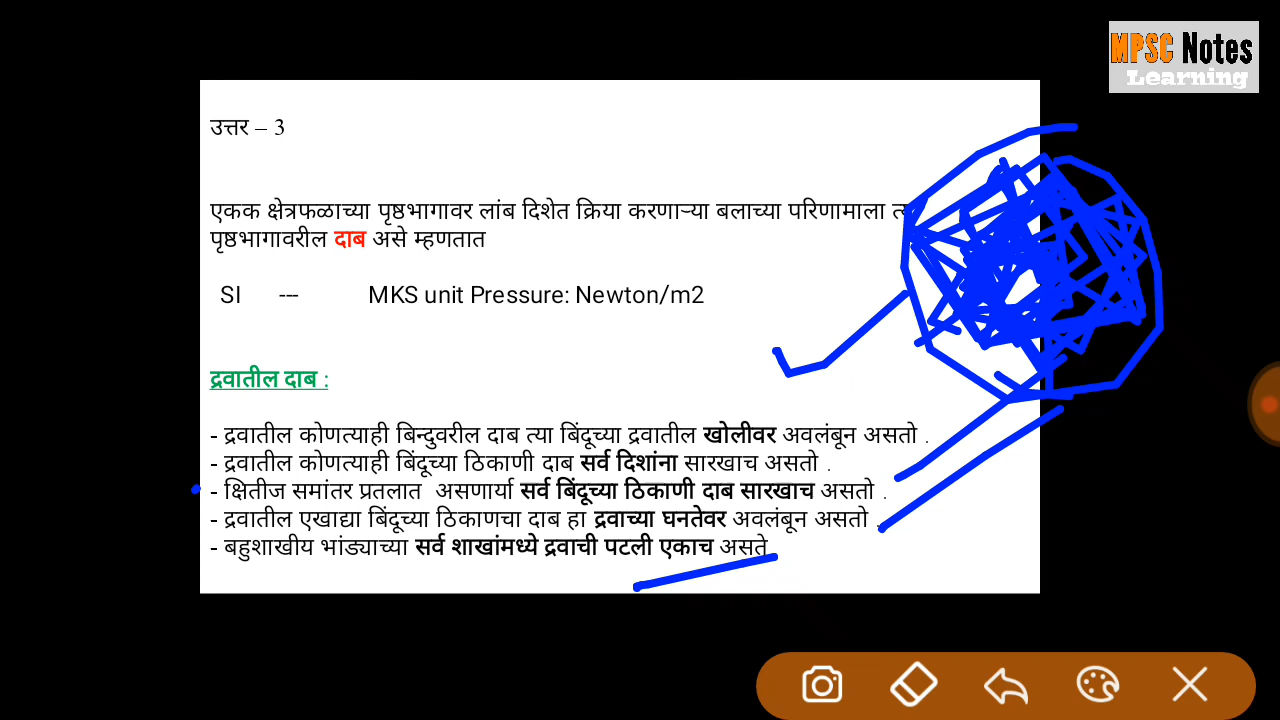 MPSC Notes
Learning
उत्तर – 3
एकक क्षेत्रफळाच्या पृष्ठभागावर लांब दिशेत क्रिया करणाऱ्या बलाच्या परिणामाला
पृष्ठभागावरील दाब असे म्हणतात
SI --- MKS unit Pressure: Newton/m2
द्रवातील दाब :
- द्रवातील कोणत्याही बिन्दुवरील दाब त्या बिंदूच्या द्रवातील खोलीवर अवलंबून असतो .
- द्रवातील कोणत्याही बिंदूच्या ठिकाणी दाब सर्व दिशांना सारखाच असतो .
- क्षितीज समांतर प्रतलात असणार्या सर्व बिंदूच्या ठिकाणी दाब सारखाच असतो .
- द्रवातील एखाद्या बिंदूच्या ठिकाणचा दाब हा द्रवाच्या घनतेवर अवलंबून असतो .
- बहुशाखीय भांड्याच्या सर्व शाखांमध्ये द्रवाची पटली एकाच असते